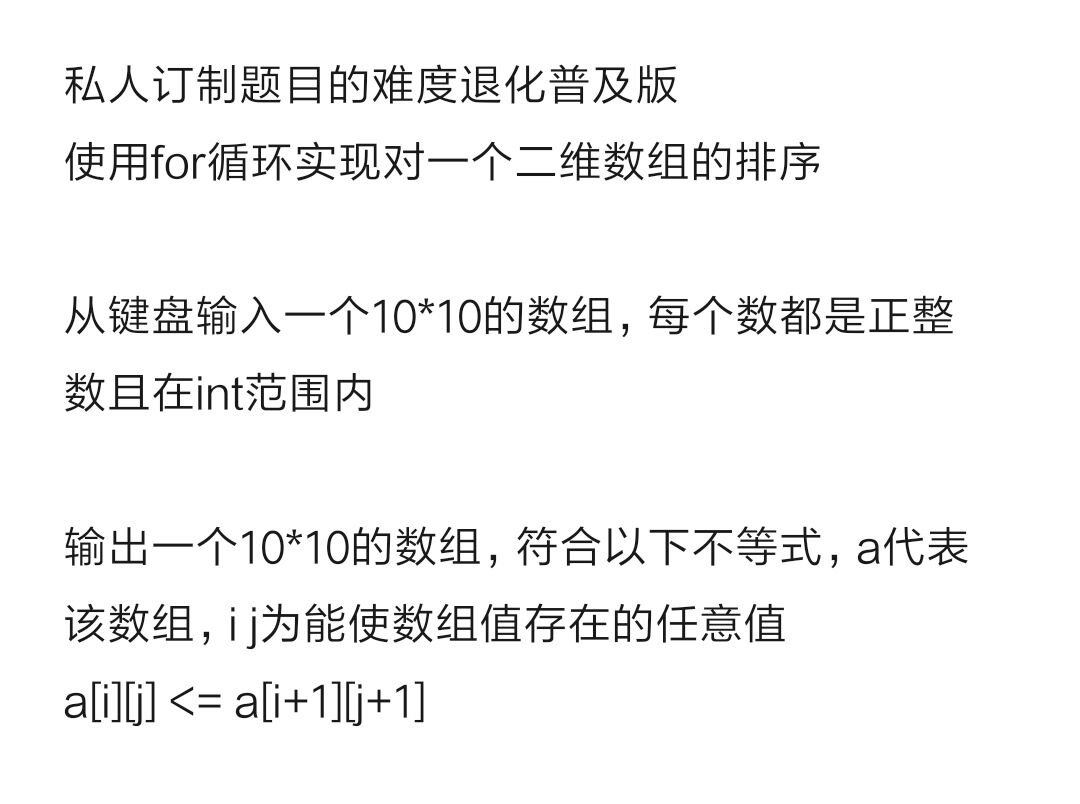 私人订制题目的难度退化普及版
使用for循环实现对一个二维数组的排序
从键盘输入一个10*10的数组，每个数都是正整
数且在int范围内
输出一个10*10的数组，符合以下不等式，a代表
该数组，i j为能使数组值存在的任意值
a[i][j] <= a[i+1][j+1]